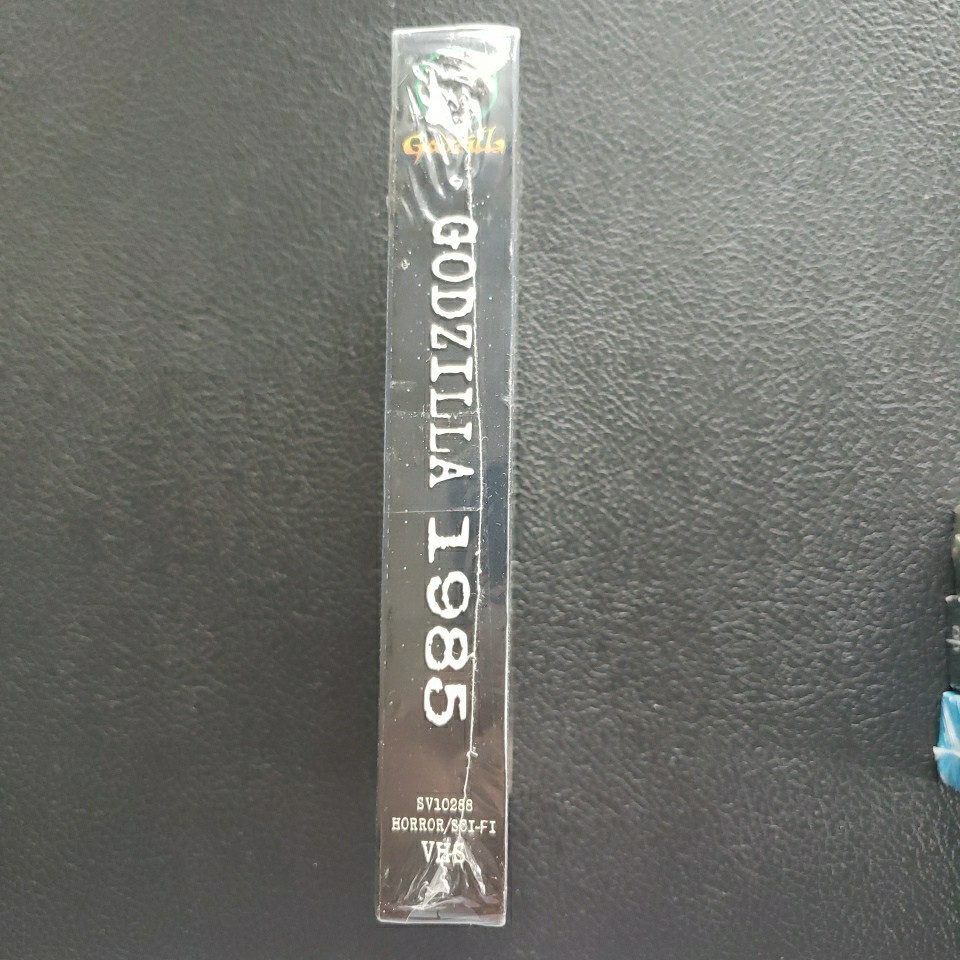 Godzilla
GODZILLA 1985
SV10288
HORROR/SCI-FI
VHS